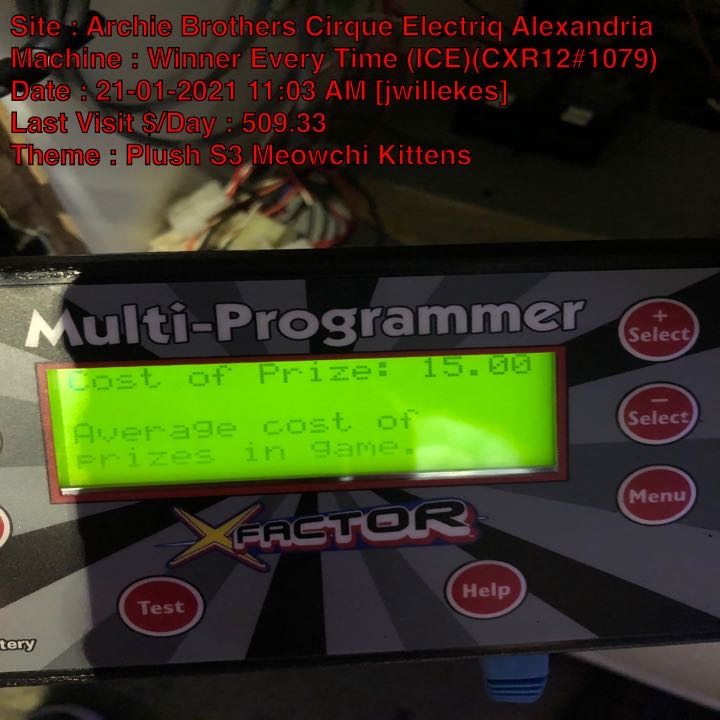 Site : Archie Brothers Cirque Electriq Alexandria
Machine : Winner Every Time (ICE)(CXR12#1079)
Date : 21-01-2021 11:03 AM [jwillekes]
Last Visit $/Day : 509.33
Theme : Plush S3 Meowchi Kittens
Multi-Programmer
+
Select
Cost of Prize: 15.00
Average cost of
prizes in game.
−
Select
Menu
XFACTOR
Test
Help
tery